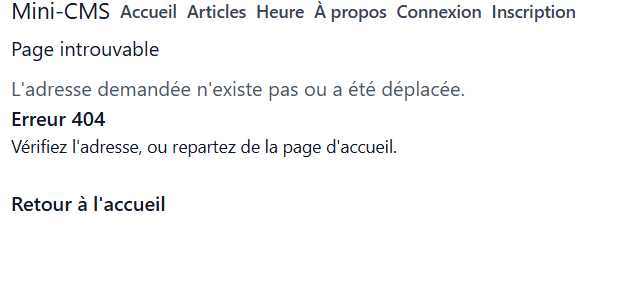 Mini-CMS Accueil Articles Heure À propos Connexion Inscription
Page introuvable
L'adresse demandée n'existe pas ou a été déplacée.
Erreur 404
Vérifiez l'adresse, ou repartez de la page d'accueil.
Retour à l'accueil